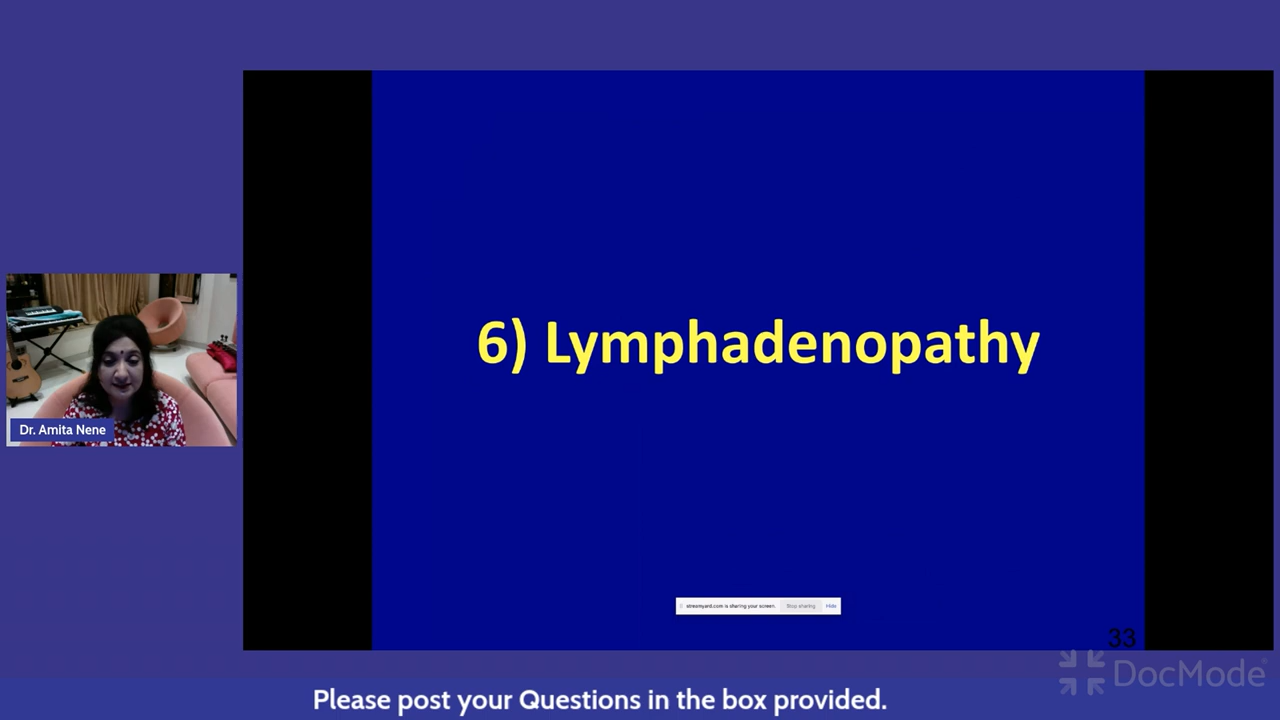 6) Lymphadenopathy
Dr. Amita Nene
streamyard.com is sharing your screen. Stop sharing Hide
33
DocMode
Please post your Questions in the box provided.